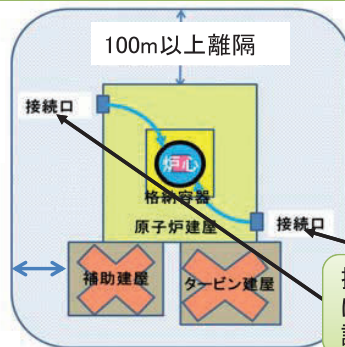 100m以上離隔
接続口
炉心
格納容器
原子炉建屋
接続口
補助建屋
タービン建屋